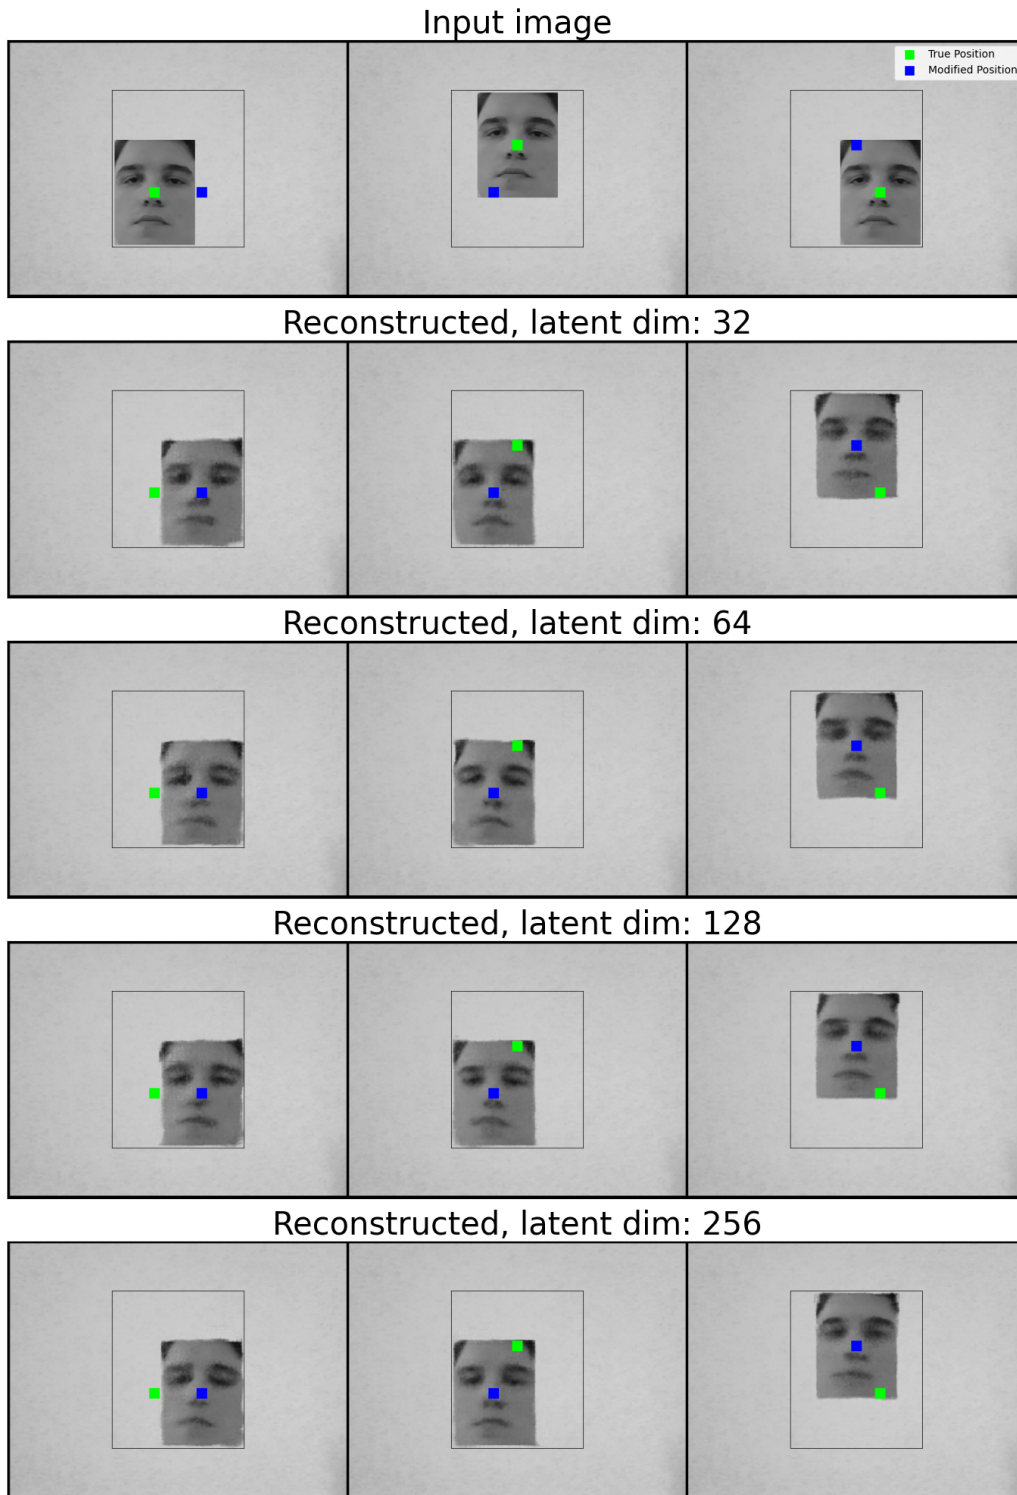 Input image
True Position
Modified Position
Reconstructed, latent dim: 32
Reconstructed, latent dim: 64
Reconstructed, latent dim: 128
Reconstructed, latent dim: 256